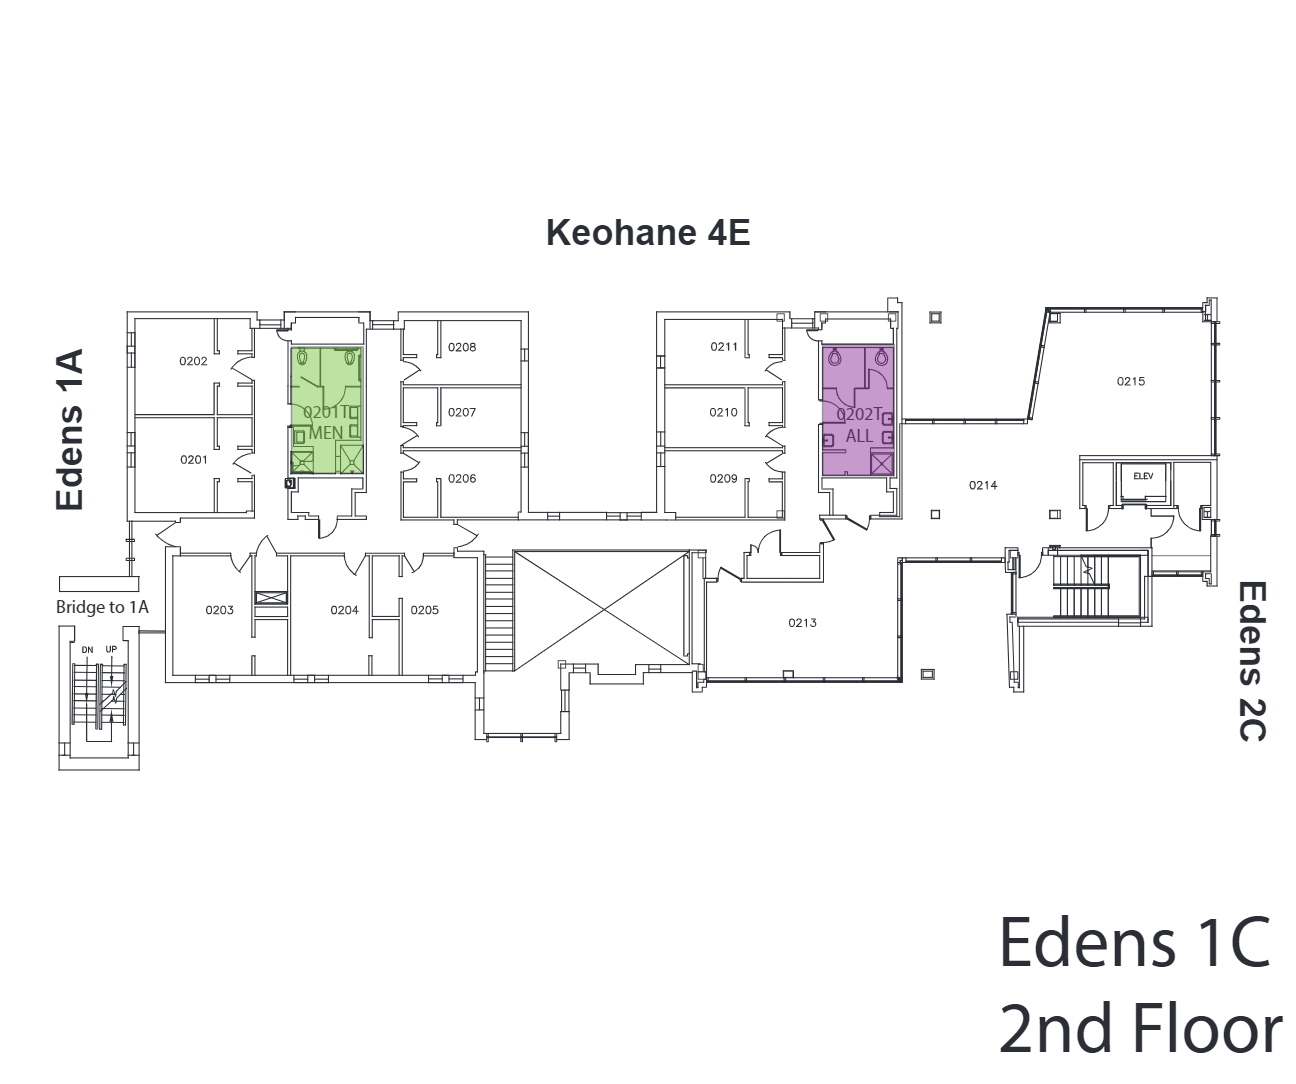 Keohane 4E
Edens 1A
0202
0208
0211
0215
0201T
MEN
0207
0210
0202T
ALL
0201
0206
0209
0214
ELEV
0203
0204
0205
0213
Bridge to 1A
DN
UP
Edens 2C
Edens 1C
2nd Floor